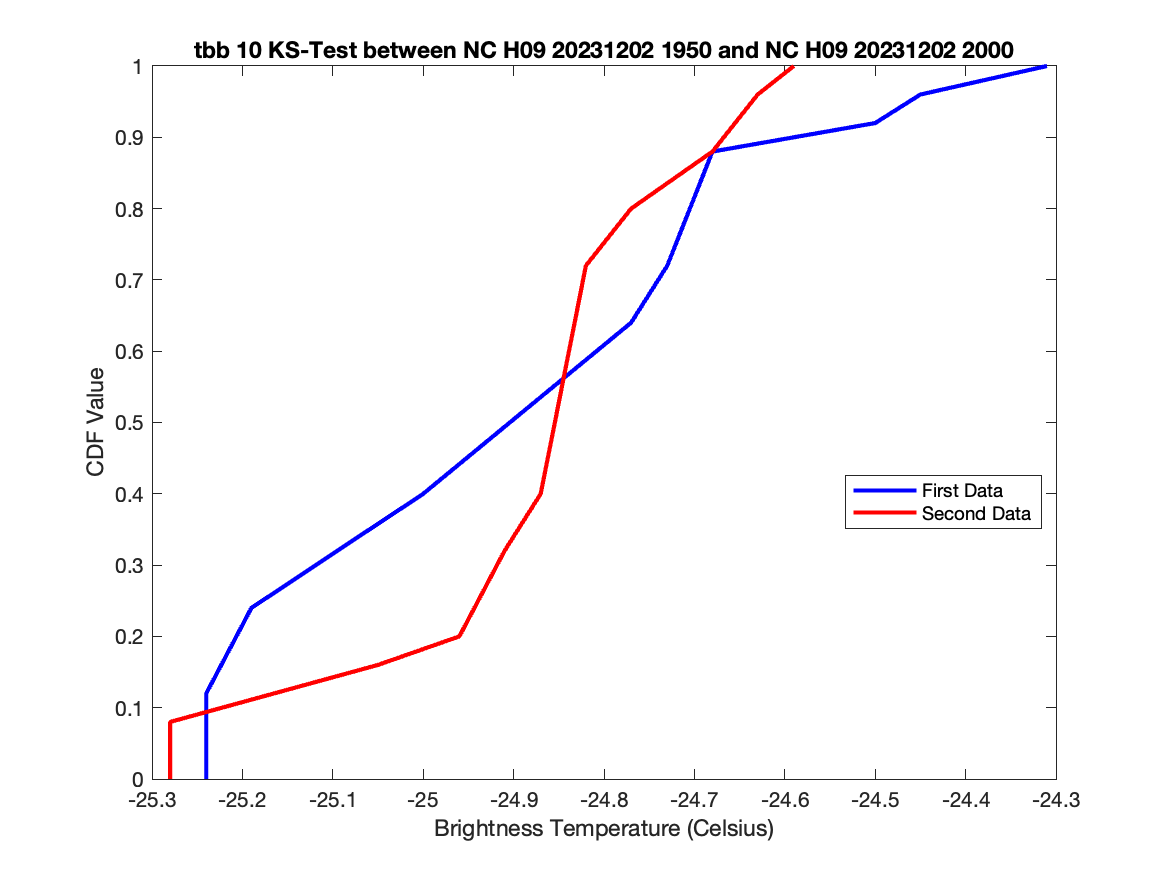 tbb 10 KS-Test between NC H09 20231202 1950 and NC H09 20231202 2000
1
0.9
0.8
0.7
0.6
0.5
0.4
0.3
0.2
0.1
0
CDF Value
First Data
Second Data
-25.3 -25.2 -25.1 -25 -24.9 -24.8 -24.7 -24.6 -24.5 -24.4 -24.3
Brightness Temperature (Celsius)